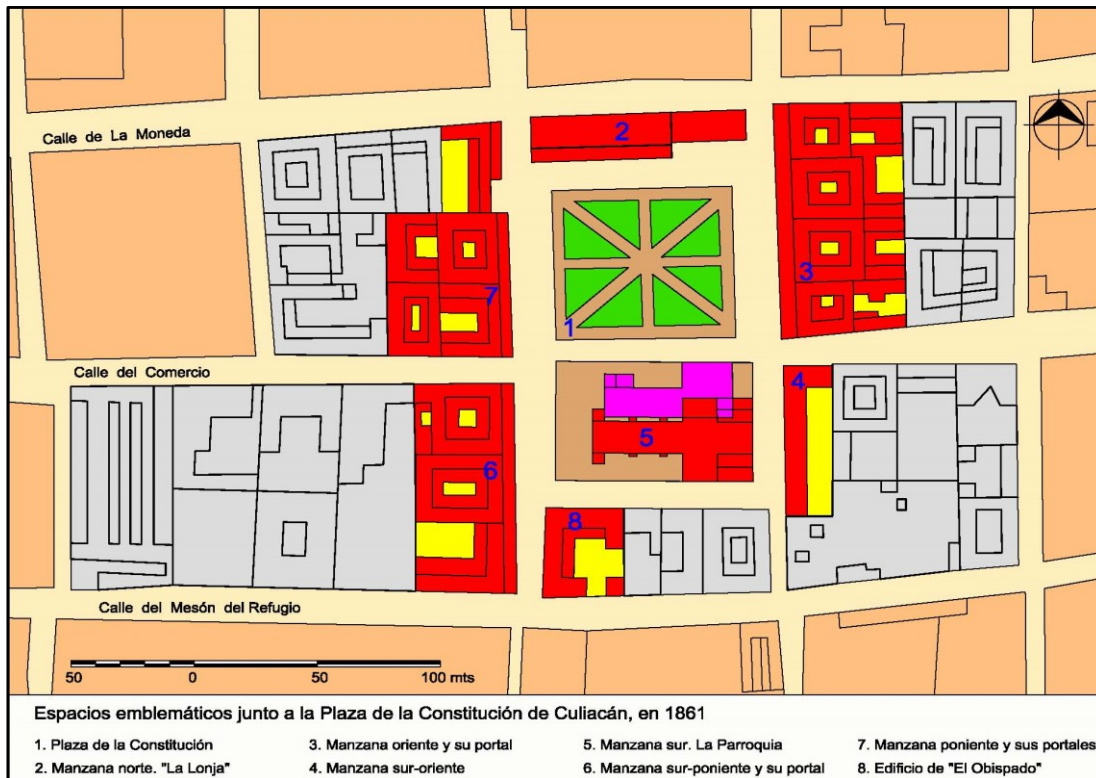 Calle de La Moneda
2
3
7
1
Calle del Comercio
4
5
6
8
Calle del Mesón del Refugio
50 0 50 100 mts
Espacios emblemáticos junto a la Plaza de la Constitución de Culiacán, en 1861
1. Plaza de la Constitución
2. Manzana norte. "La Lonja"
3. Manzana oriente y su portal
4. Manzana sur-oriente
5. Manzana sur. La Parroquia
6. Manzana sur-poniente y su portal
7. Manzana poniente y sus portales
8. Edificio de "El Obispado"